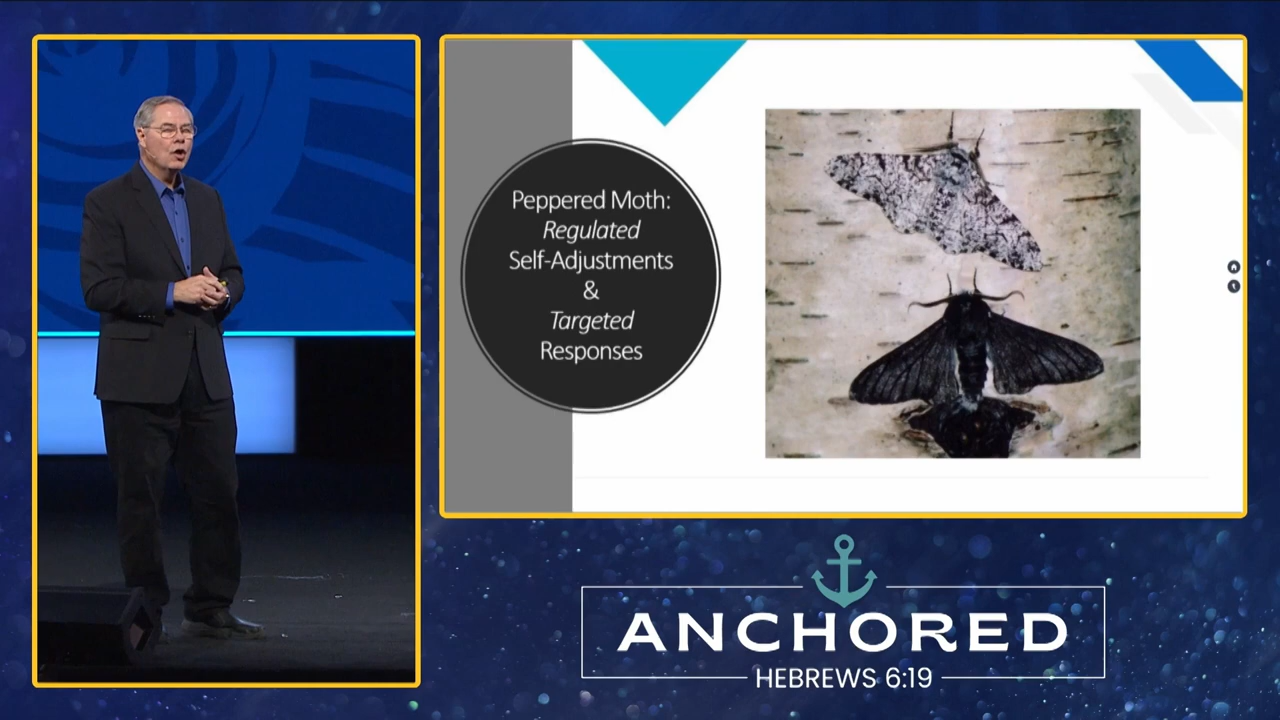 Peppered Moth:
Regulated
Self-Adjustments
&
Targeted
Responses
ANCHORED
HEBREWS 6:19